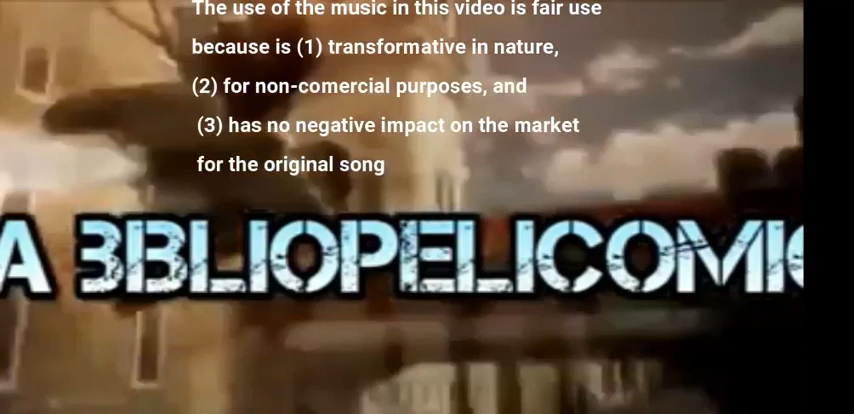 The use of the music in this video is fair use
because is (1) transformative in nature,
(2) for non-comercial purposes, and
(3) has no negative impact on the market
for the original song
A 3BLIOPELICOMIC